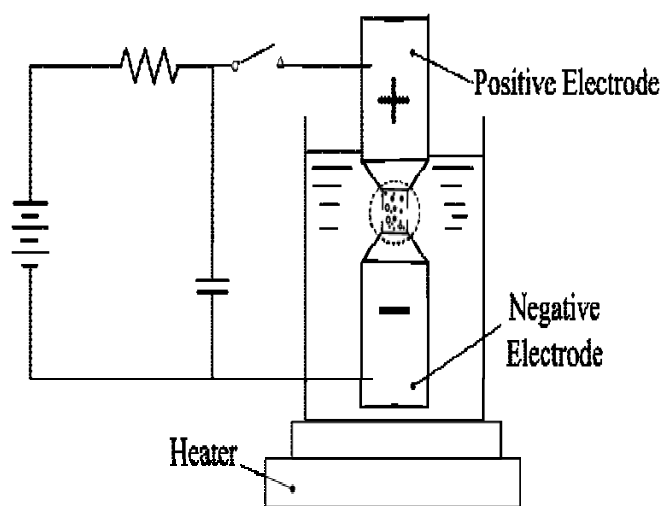 Positive Electrode
+
−
Negative
Electrode
Heater